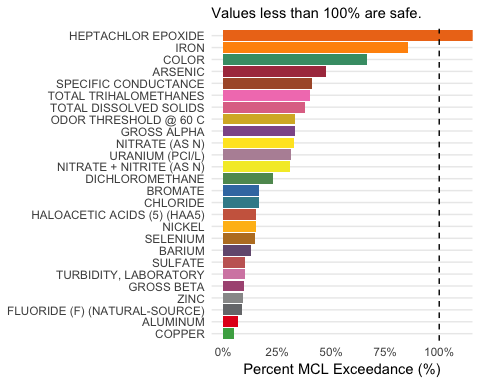 Values less than 100% are safe.
HEPTACHLOR EPOXIDE
IRON
COLOR
ARSENIC
SPECIFIC CONDUCTANCE
TOTAL TRIHALOMETHANES
TOTAL DISSOLVED SOLIDS
ODOR THRESHOLD @ 60 C
GROSS ALPHA
NITRATE (AS N)
URANIUM (PCI/L)
NITRATE + NITRITE (AS N)
DICHLOROMETHANE
BROMATE
CHLORIDE
HALOACETIC ACIDS (5) (HAA5)
NICKEL
SELENIUM
BARIUM
SULFATE
TURBIDITY, LABORATORY
GROSS BETA
ZINC
FLUORIDE (F) (NATURAL-SOURCE)
ALUMINUM
COPPER
0% 25% 50% 75% 100%
Percent MCL Exceedance (%)